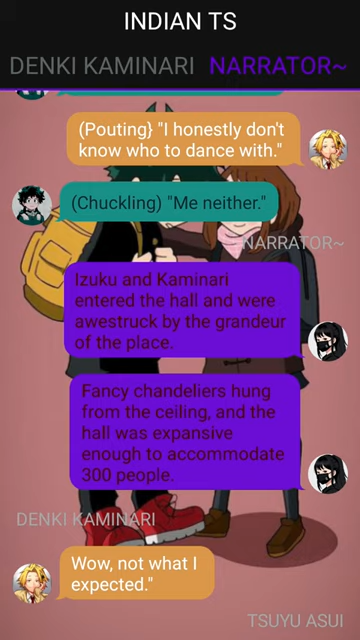 INDIAN TS
DENKI KAMINARI NARRATOR~
(Pouting} "I honestly don't
know who to dance with."
(Chuckling) "Me neither."
NARRATOR~
Izuku and Kaminari
entered the hall and were
awestruck by the grandeur
of the place.
Fancy chandeliers hung
from the ceiling, and the
hall was expansive
enough to accommodate
300 people.
DENKI KAMINARI
Wow, not what I
expected."
TSUYU ASUI